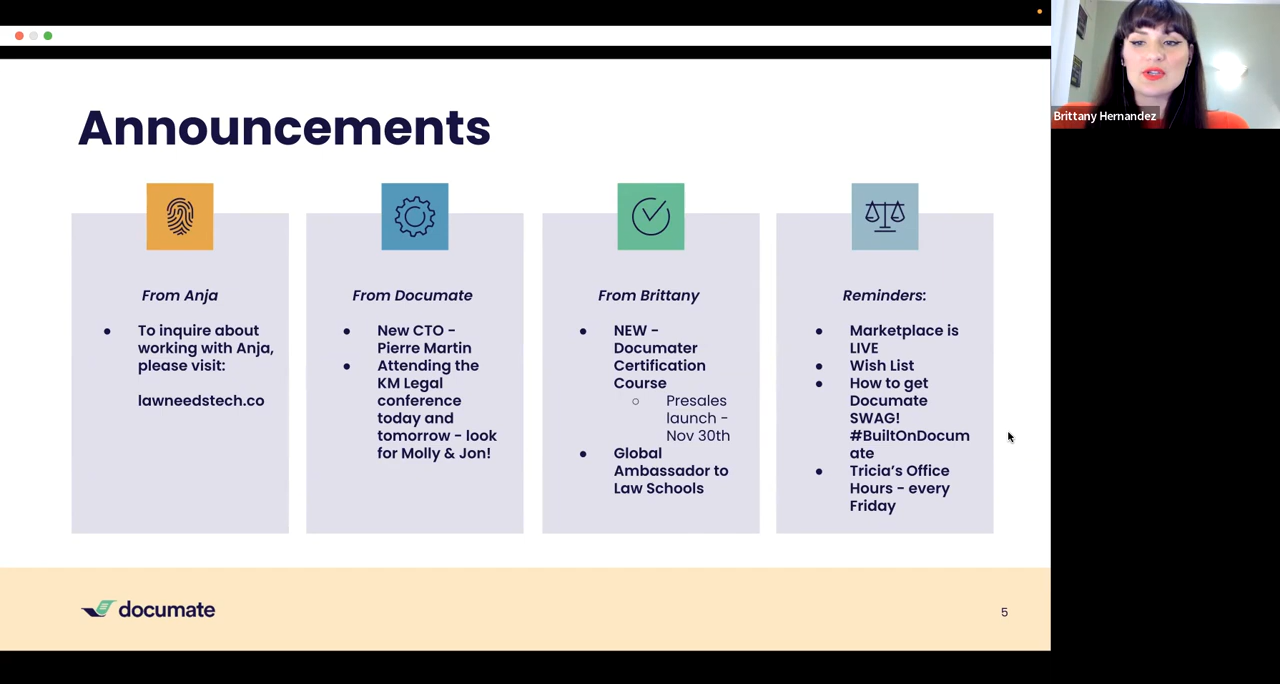 Brittany Hernandez
Announcements
From Anja
● To inquire about
working with Anja,
please visit:
lawneedstech.co
From Documate
● New CTO -
Pierre Martin
● Attending the
KM Legal
conference
today and
tomorrow - look
for Molly & Jon!
From Brittany
● NEW -
Documater
Certification
Course
○ Presales
launch -
Nov 30th
● Global
Ambassador to
Law Schools
Reminders:
● Marketplace is
LIVE
● Wish List
● How to get
Documate
SWAG!
#BuiltOnDocum
ate
● Tricia's Office
Hours - every
Friday
documate
5